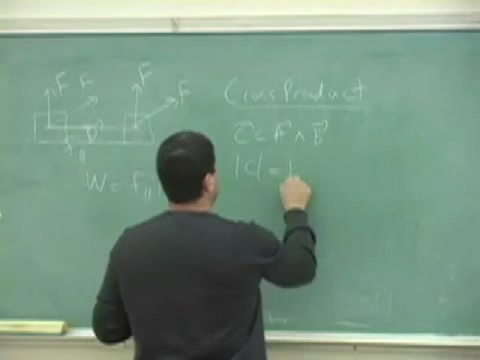 F F F F
D
F||
W = F||
Cross Product
C⃗ = A⃗ ∧ B⃗
|C| = |